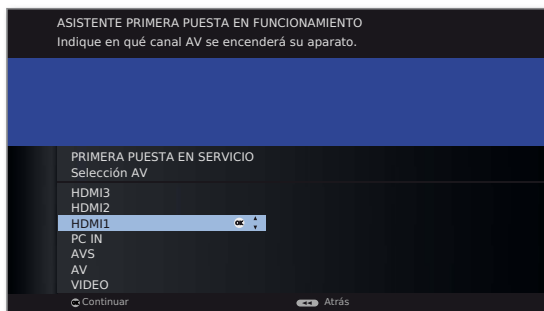 ASISTENTE PRIMERA PUESTA EN FUNCIONAMIENTO
Indique en qué canal AV se encenderá su aparato.
PRIMERA PUESTA EN SERVICIO
Selección AV
HDMI3
HDMI2
HDMI1 OK
PC IN
AVS
AV
VIDEO
OK Continuar
Atrás